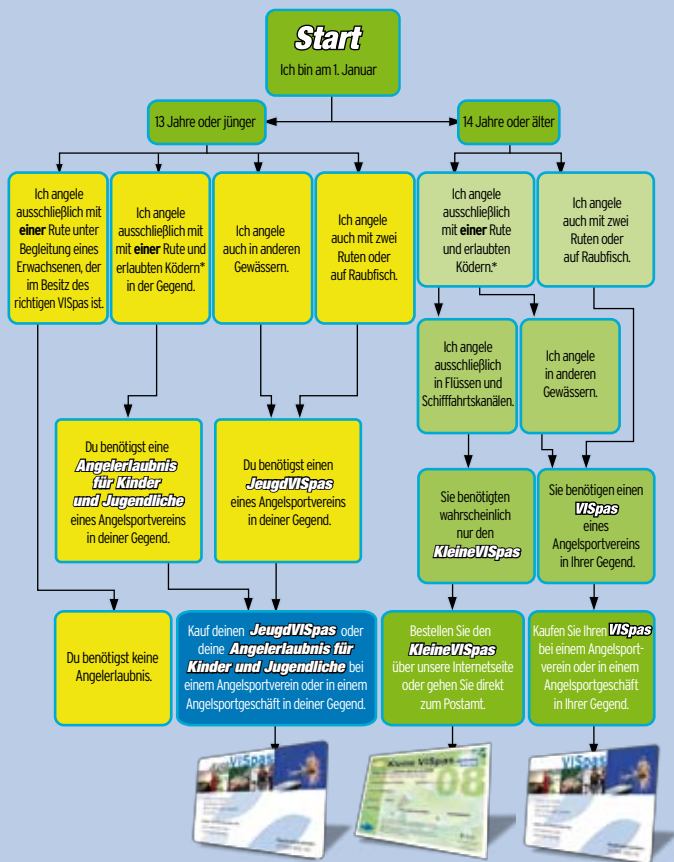 Start
Ich bin am 1. Januar
13 Jahre oder jünger
14 Jahre oder älter
Ich angele
ausschließlich mit
einer Rute unter
Begleitung eines
Erwachsenen, der
im Besitz des
richtigen VISpas ist.
Ich angele
ausschließlich mit
mit einer Rute und
erlaubten Ködern*
in der Gegend.
Ich angele
auch in anderen
Gewässern.
Ich angele
auch mit zwei
Ruten oder
auf Raubfisch.
Ich angele
ausschließlich
mit einer Rute
und erlaubten
Ködern.*
Ich angele
auch mit zwei
Ruten oder
auf Raubfisch.
Ich angele
ausschließlich
in Flüssen und
Schifffahrtskanälen.
Ich angele
in anderen
Gewässern.
Du benötigst eine
Angelerlaubnis
für Kinder
und Jugendliche
eines Angelsportvereins
in deiner Gegend.
Du benötigst einen
JeugdVISpas
eines Angelsportvereins
in deiner Gegend.
Sie benötigten
wahrscheinlich
nur den
KleineVISpas
Sie benötigen einen
VISpas
eines
Angelsportvereins
in Ihrer Gegend.
Du benötigst keine
Angelerlaubnis.
Kauf deinen JeugdVISpas oder
deine Angelerlaubnis für
Kinder und Jugendliche bei
einem Angelsportverein oder in einem
Angelsportgeschäft in deiner Gegend.
Bestellen Sie den
KleineVISpas
über unsere Internetseite
oder gehen Sie direkt
zum Postamt.
Kaufen Sie Ihren VISpas
bei einem Angelsport-
verein oder in einem
Angelsportgeschäft
in Ihrer Gegend.
VISpas
Kleine VISpas
08
VISpas